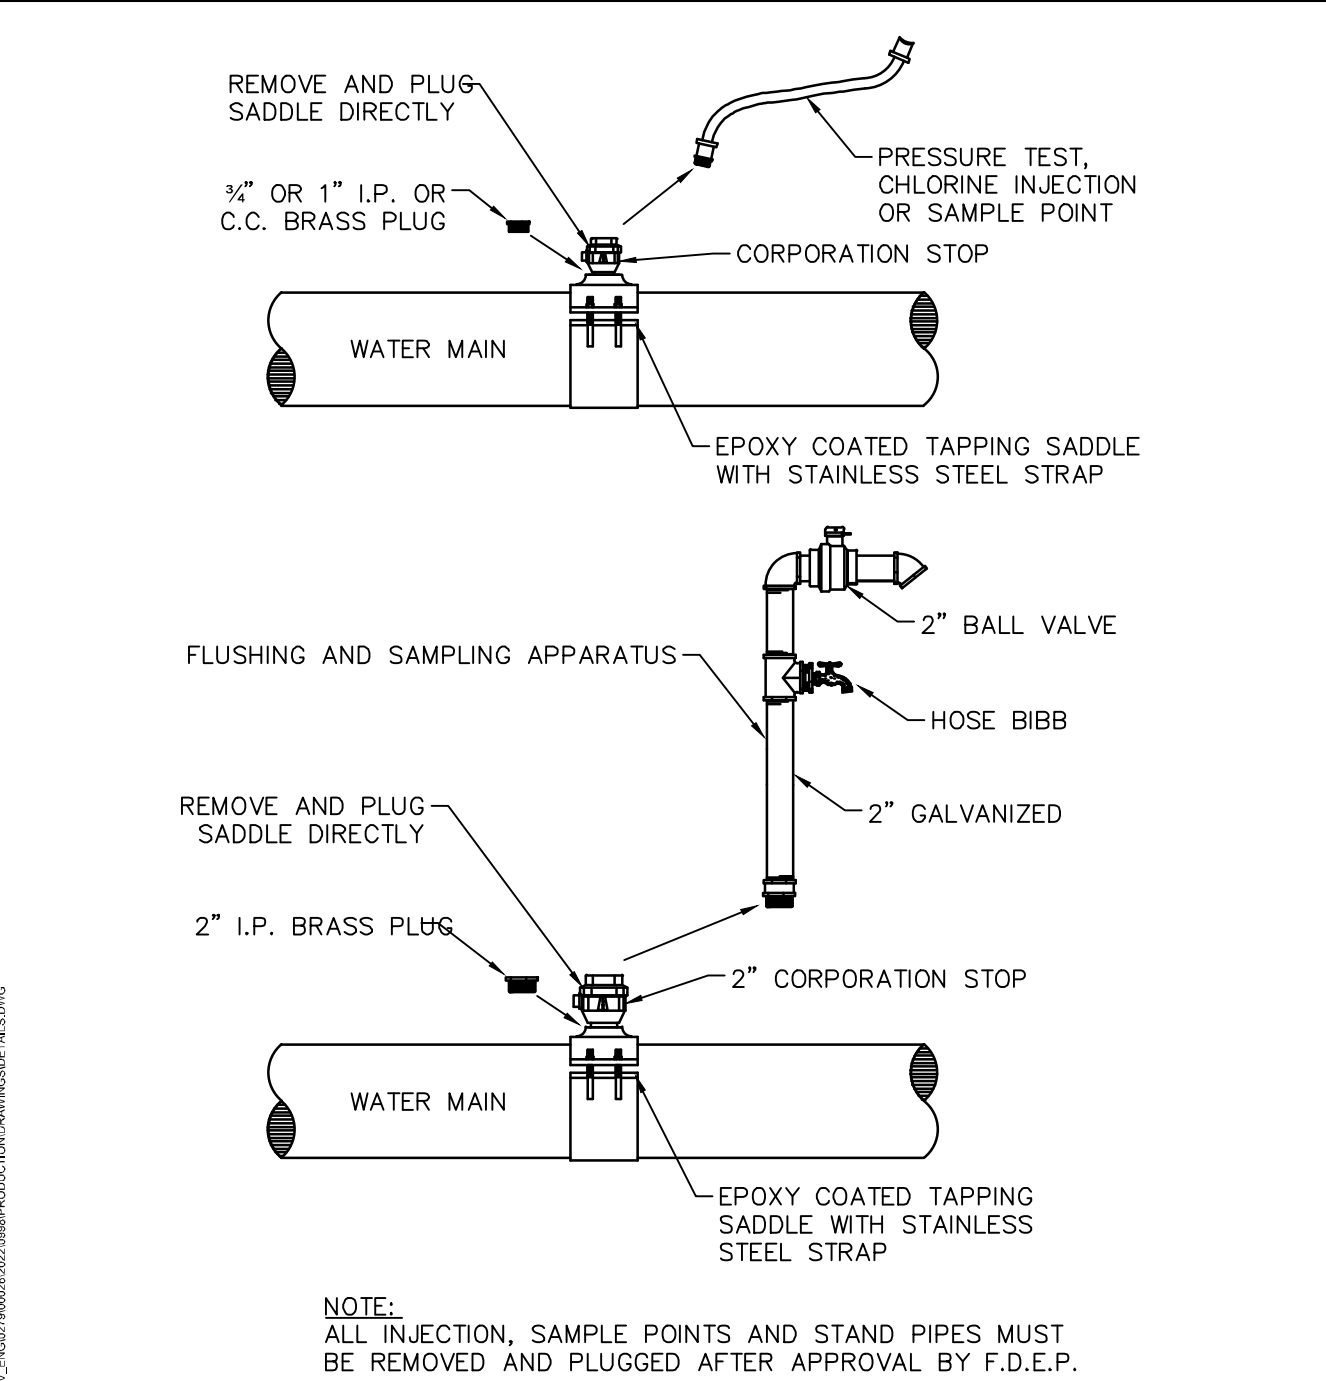 REMOVE AND PLUG
SADDLE DIRECTLY
¾” OR 1” I.P. OR
C.C. BRASS PLUG
PRESSURE TEST,
CHLORINE INJECTION
OR SAMPLE POINT
CORPORATION STOP
WATER MAIN
EPOXY COATED TAPPING SADDLE
WITH STAINLESS STEEL STRAP
2” BALL VALVE
FLUSHING AND SAMPLING APPARATUS
HOSE BIBB
2” GALVANIZED
REMOVE AND PLUG
SADDLE DIRECTLY
2” I.P. BRASS PLUG
2” CORPORATION STOP
WATER MAIN
EPOXY COATED TAPPING
SADDLE WITH STAINLESS
STEEL STRAP
NOTE:
ALL INJECTION, SAMPLE POINTS AND STAND PIPES MUST
BE REMOVED AND PLUGGED AFTER APPROVAL BY F.D.E.P.